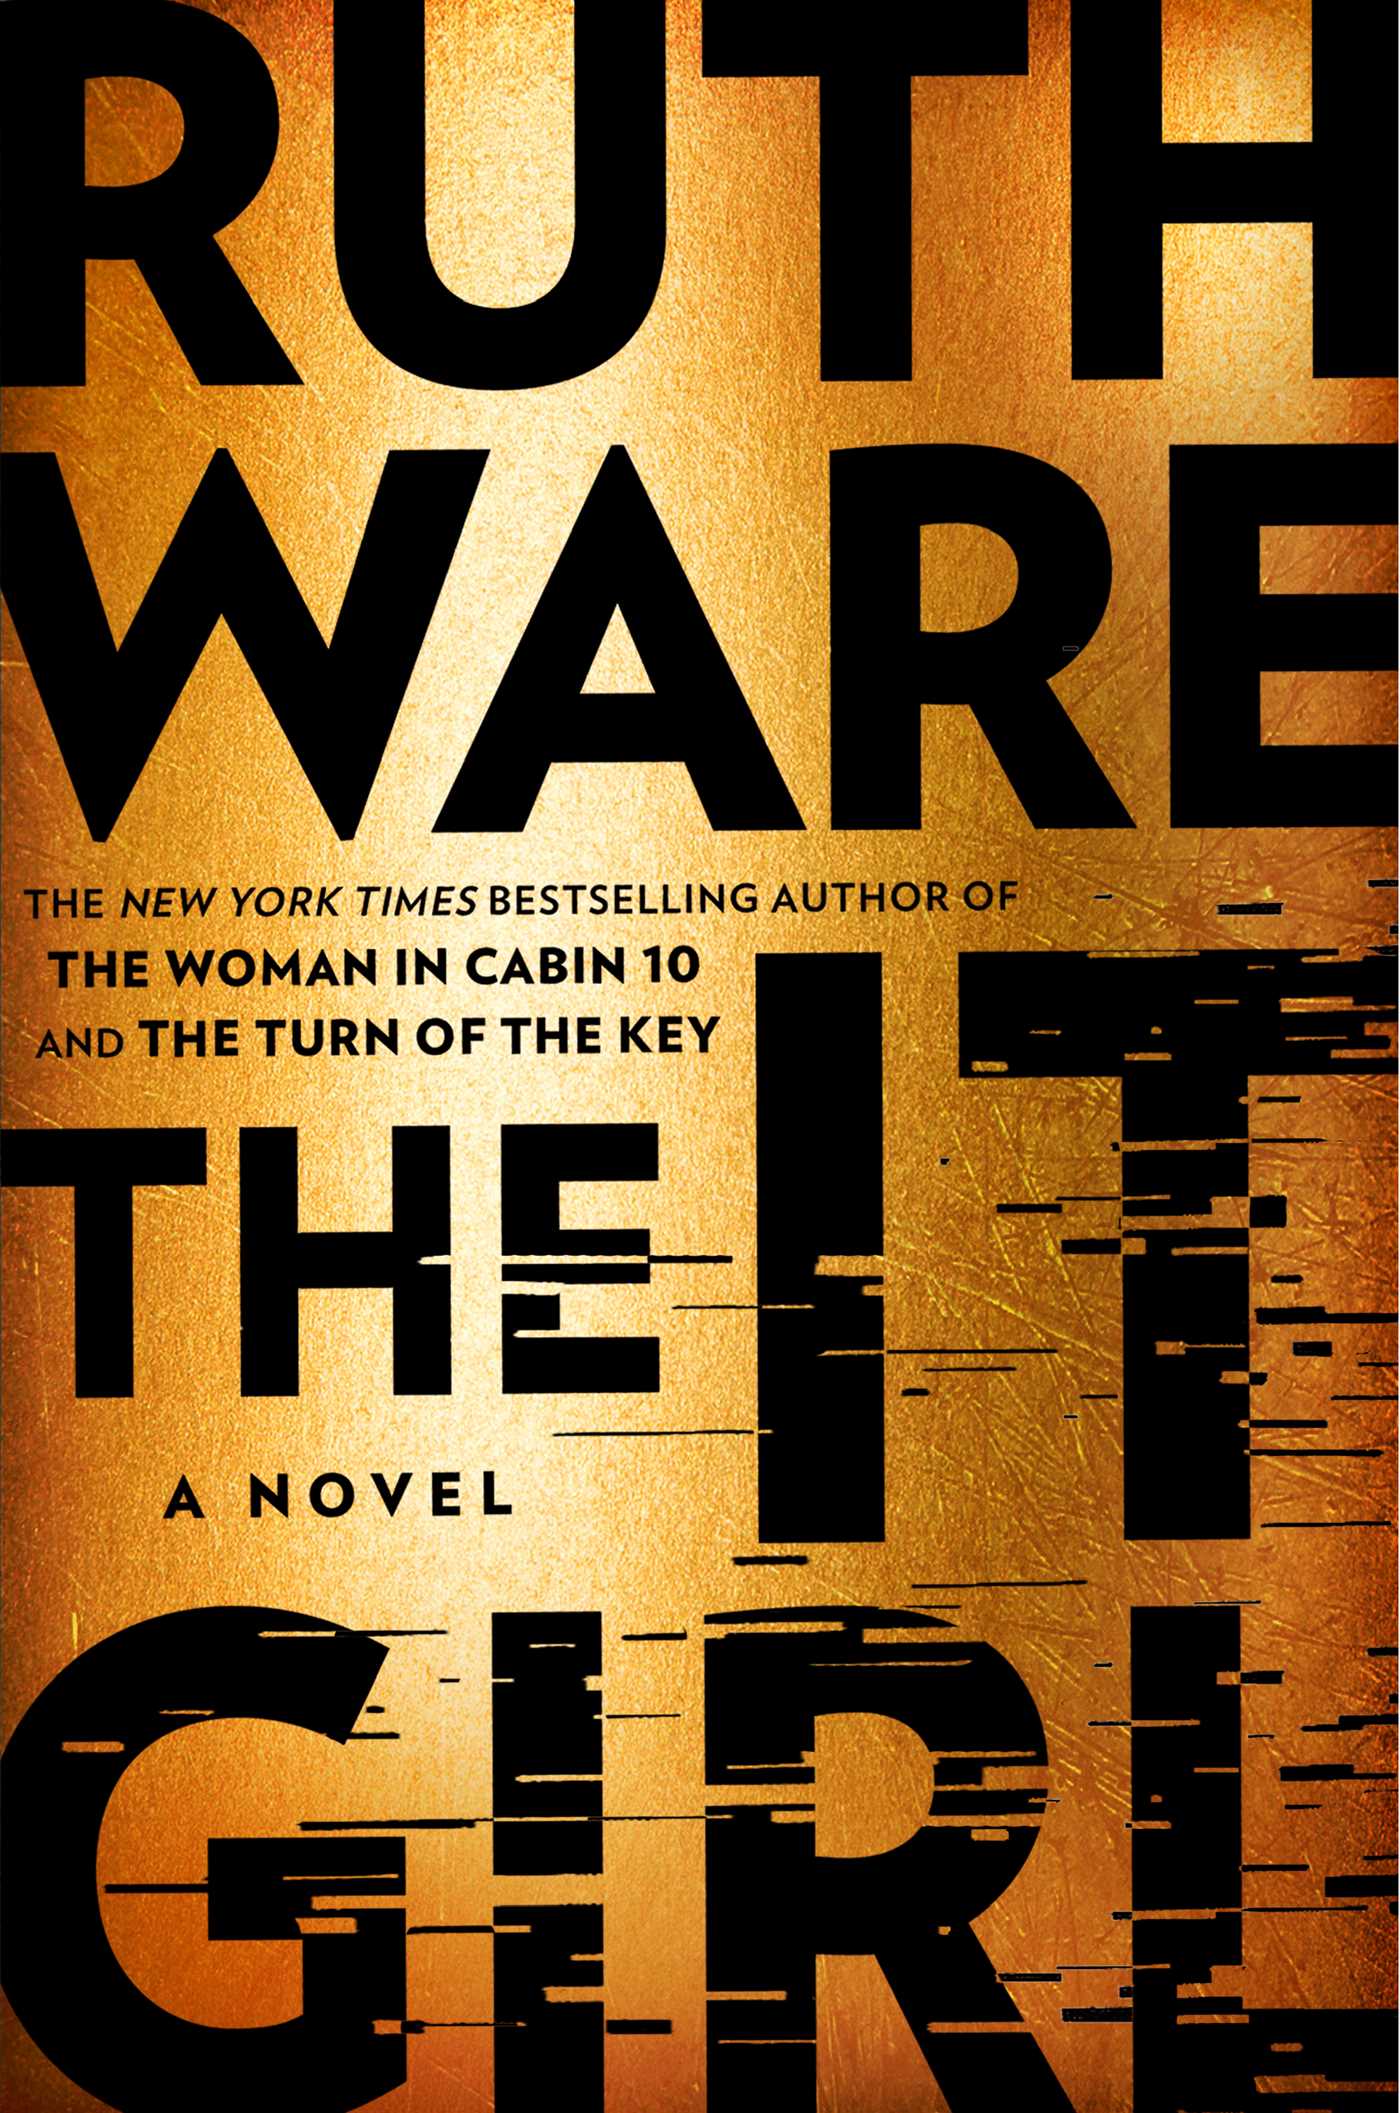 RUTH
WARE
THE NEW YORK TIMES BESTSELLING AUTHOR OF
THE WOMAN IN CABIN 10
AND THE TURN OF THE KEY
THE IT
A NOVEL
GIRL